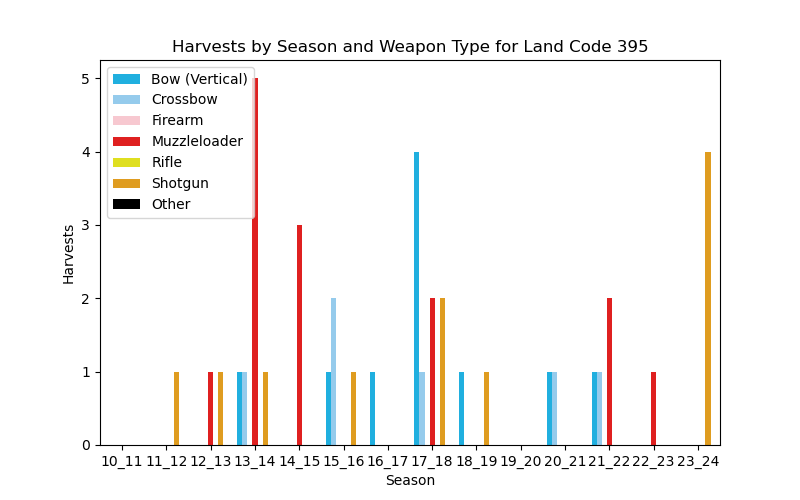 Harvests by Season and Weapon Type for Land Code 395
Bow (Vertical)
Crossbow
Firearm
Muzzleloader
Rifle
Shotgun
Other
5
4
3
2
1
0
Harvests
10_11 11_12 12_13 13_14 14_15 15_16 16_17 17_18 18_19 19_20 20_21 21_22 22_23 23_24
Season